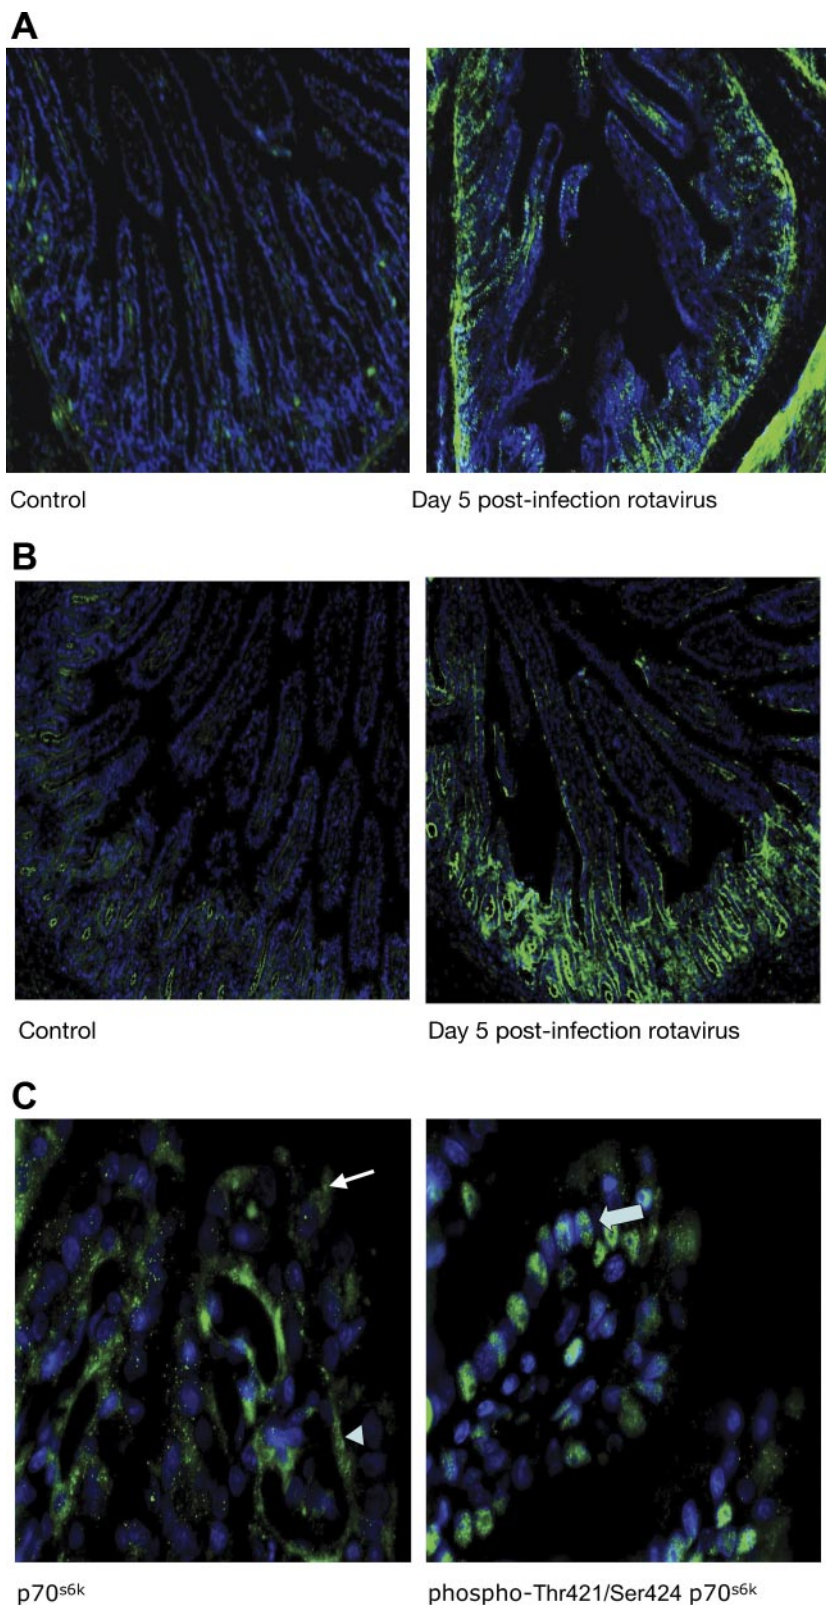 A
Control Day 5 post-infection rotavirus
B
Control Day 5 post-infection rotavirus
C
p70s6k phospho-Thr421/Ser424 p70s6k